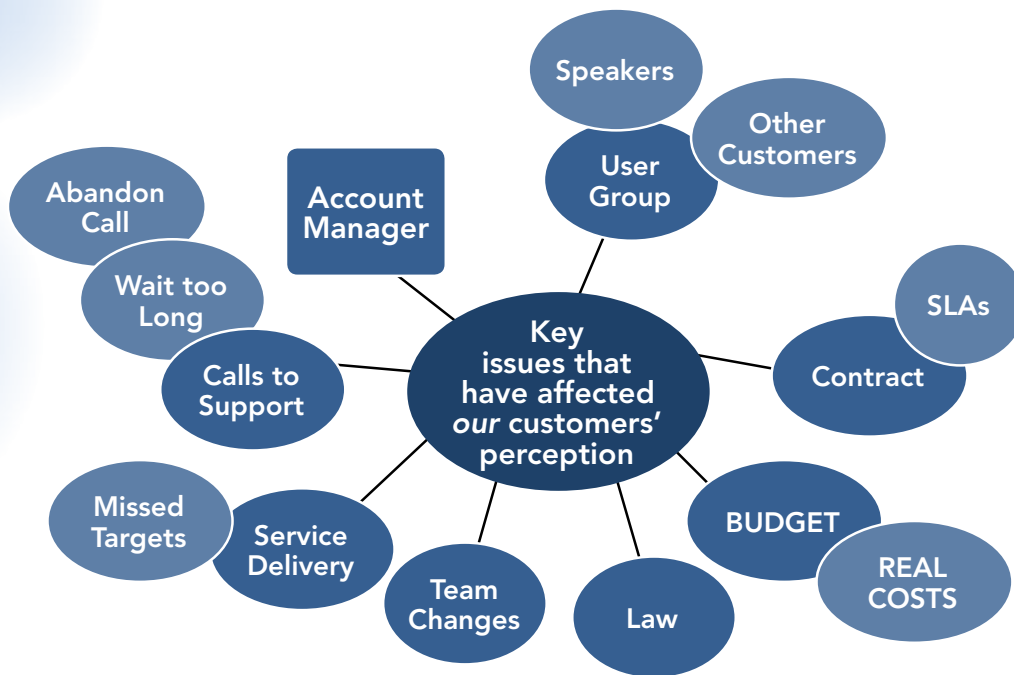 Speakers
Other
Customers
User
Group
Account
Manager
Abandon
Call
Wait too
Long
Calls to
Support
Key
issues that
have affected
our customers’
perception
SLAs
Contract
Missed
Targets
Service
Delivery
Team
Changes
Law
BUDGET
REAL
COSTS